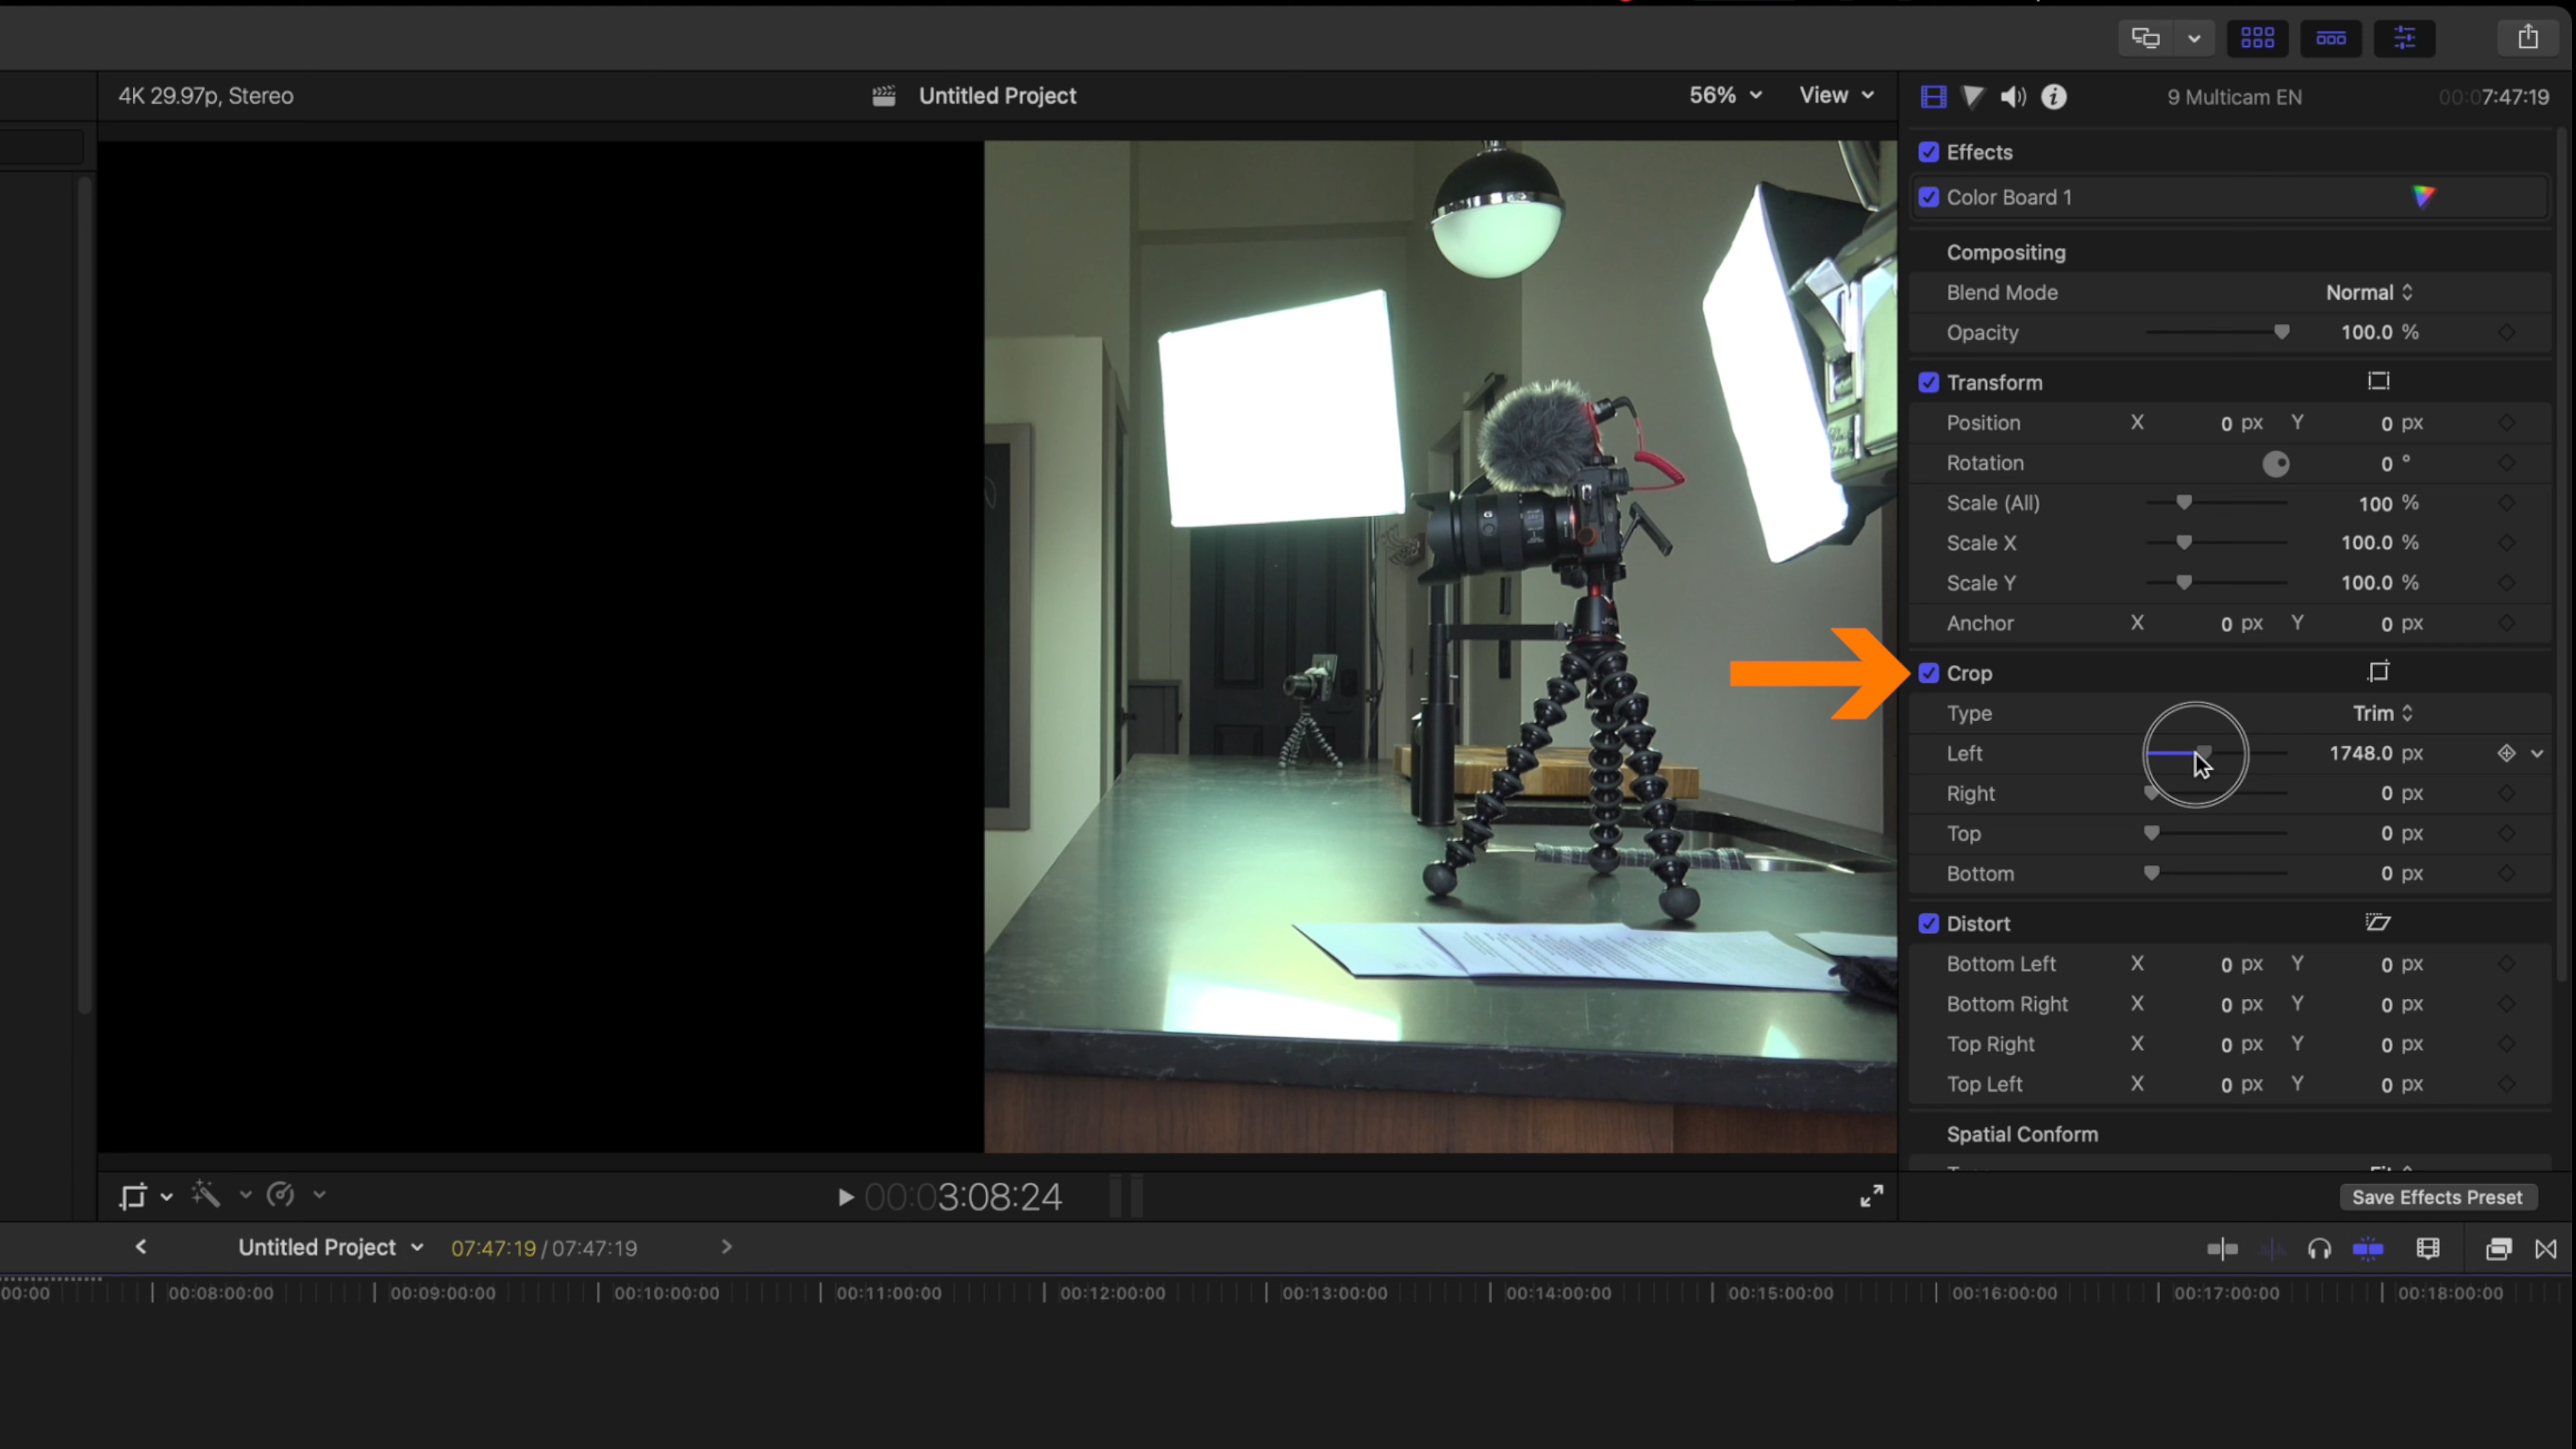 4K 29.97p, Stereo
Untitled Project
56%
View
9 Multicam EN
00:07:47:19
Effects
Color Board 1
Compositing
Blend Mode Normal
Opacity 100.0 %
Transform
Position X 0 px Y 0 px
Rotation 0 °
Scale (All) 100 %
Scale X 100.0 %
Scale Y 100.0 %
Anchor X 0 px Y 0 px
Crop
Type Trim
Left 1748.0 px
Right 0 px
Top 0 px
Bottom 0 px
Distort
Bottom Left X 0 px Y 0 px
Bottom Right X 0 px Y 0 px
Top Right X 0 px Y 0 px
Top Left X 0 px Y 0 px
Spatial Conform
00:03:08:24
Save Effects Preset
Untitled Project
07:47:19 / 07:47:19
00:00 00:08:00:00 00:09:00:00 00:10:00:00 00:11:00:00 00:12:00:00 00:13:00:00 00:14:00:00 00:15:00:00 00:16:00:00 00:17:00:00 00:18:00:00